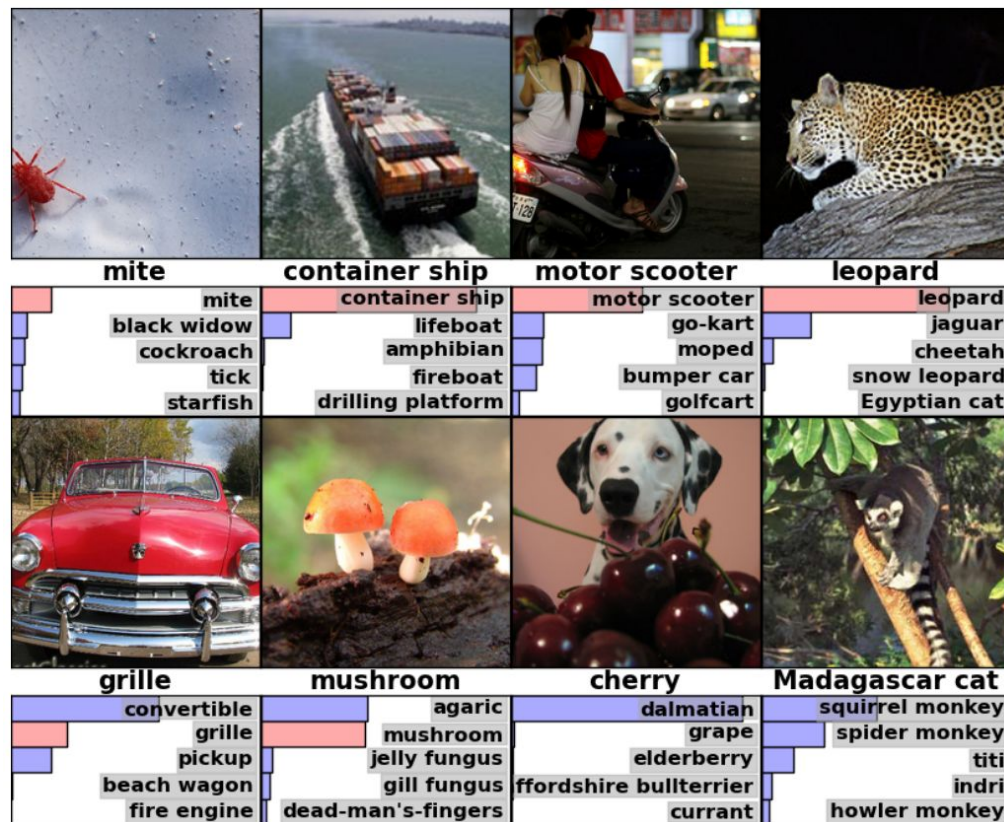 T 128
mite
container ship
motor scooter
leopard
mite
black widow
cockroach
tick
starfish
container ship
lifeboat
amphibian
fireboat
drilling platform
motor scooter
go-kart
moped
bumper car
golfcart
leopard
jaguar
cheetah
snow leopard
Egyptian cat
grille
mushroom
cherry
Madagascar cat
convertible
grille
pickup
beach wagon
fire engine
agaric
mushroom
jelly fungus
gill fungus
dead-man's-fingers
dalmatian
grape
elderberry
ffordshire bullterrier
currant
squirrel monkey
spider monkey
titi
indri
howler monkey